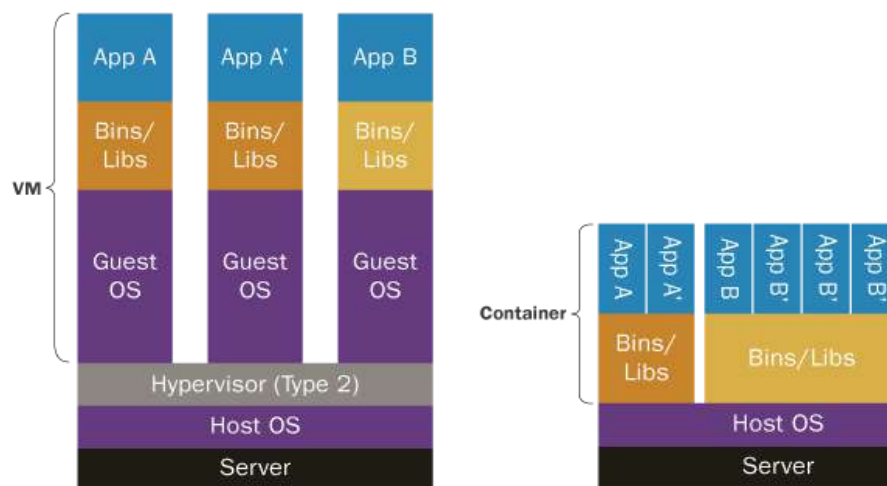 App A
App A'
App B
Bins/
Libs
Bins/
Libs
Bins/
Libs
VM
Guest
OS
Guest
OS
Guest
OS
Hypervisor (Type 2)
Host OS
Server
App A
App A'
App B
App B'
App B'
App B'
Container
Bins/
Libs
Bins/Libs
Host OS
Server